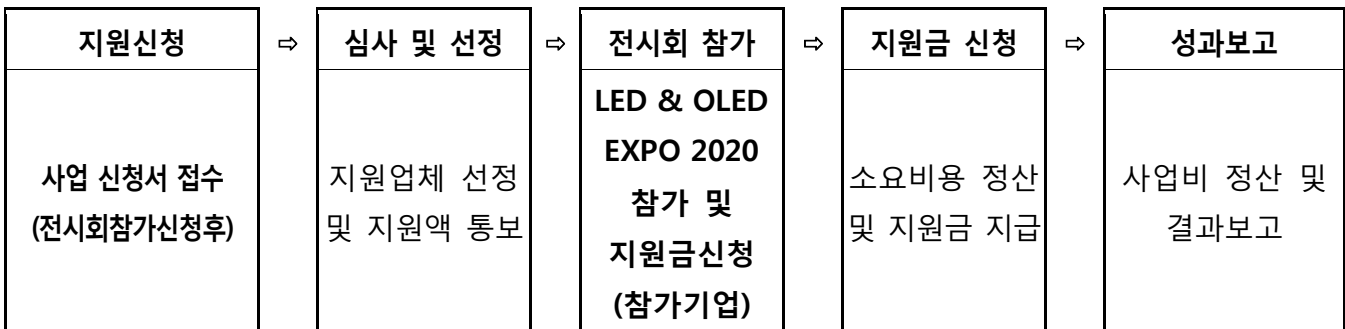 지원신청 ⇨ 심사 및 선정 ⇨ 전시회 참가 ⇨ 지원금 신청 ⇨ 성과보고
사업 신청서 접수
(전시회참가신청후)
지원업체 선정
및 지원액 통보
LED & OLED
EXPO 2020
참가 및
지원금신청
(참가기업)
소요비용 정산
및 지원금 지급
사업비 정산 및
결과보고